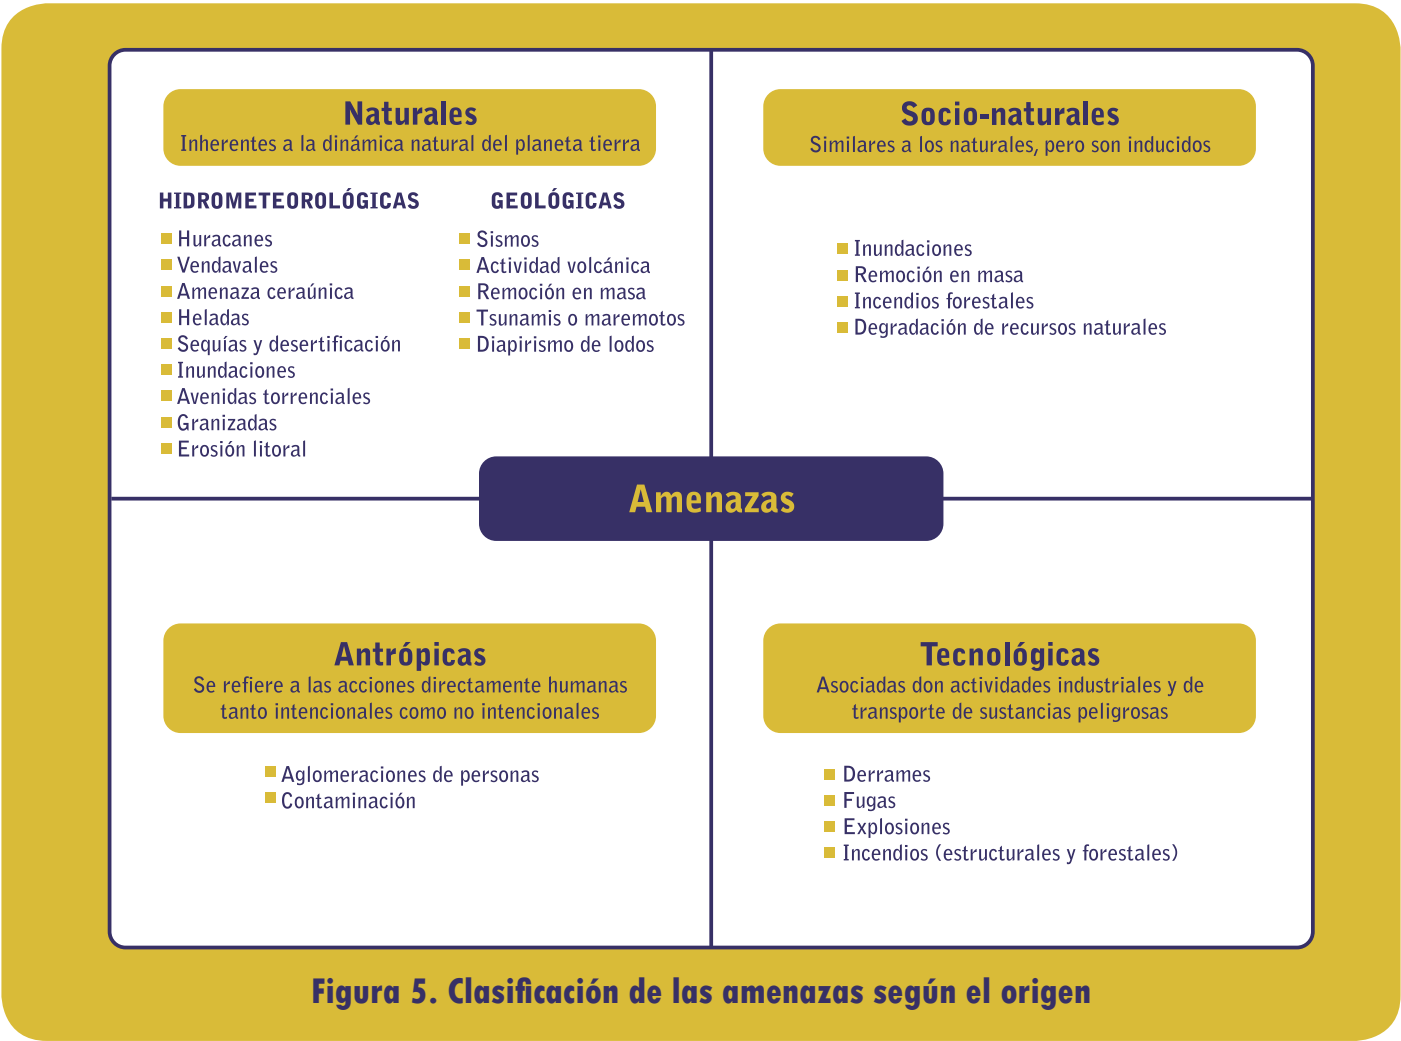 Naturales
Inherentes a la dinámica natural del planeta tierra
HIDROMETEOROLÓGICAS
Huracanes
Vendavales
Amenaza ceraúnica
Heladas
Sequías y desertificación
Inundaciones
Avenidas torrenciales
Granizadas
Erosión litoral
GEOLÓGICAS
Sismos
Actividad volcánica
Remoción en masa
Tsunamis o maremotos
Diapirismo de lodos
Socio-naturales
Similares a los naturales, pero son inducidos
Inundaciones
Remoción en masa
Incendios forestales
Degradación de recursos naturales
Amenazas
Antrópicas
Se refiere a las acciones directamente humanas
tanto intencionales como no intencionales
Aglomeraciones de personas
Contaminación
Tecnológicas
Asociadas don actividades industriales y de
transporte de sustancias peligrosas
Derrames
Fugas
Explosiones
Incendios (estructurales y forestales)
Figura 5. Clasificación de las amenazas según el origen